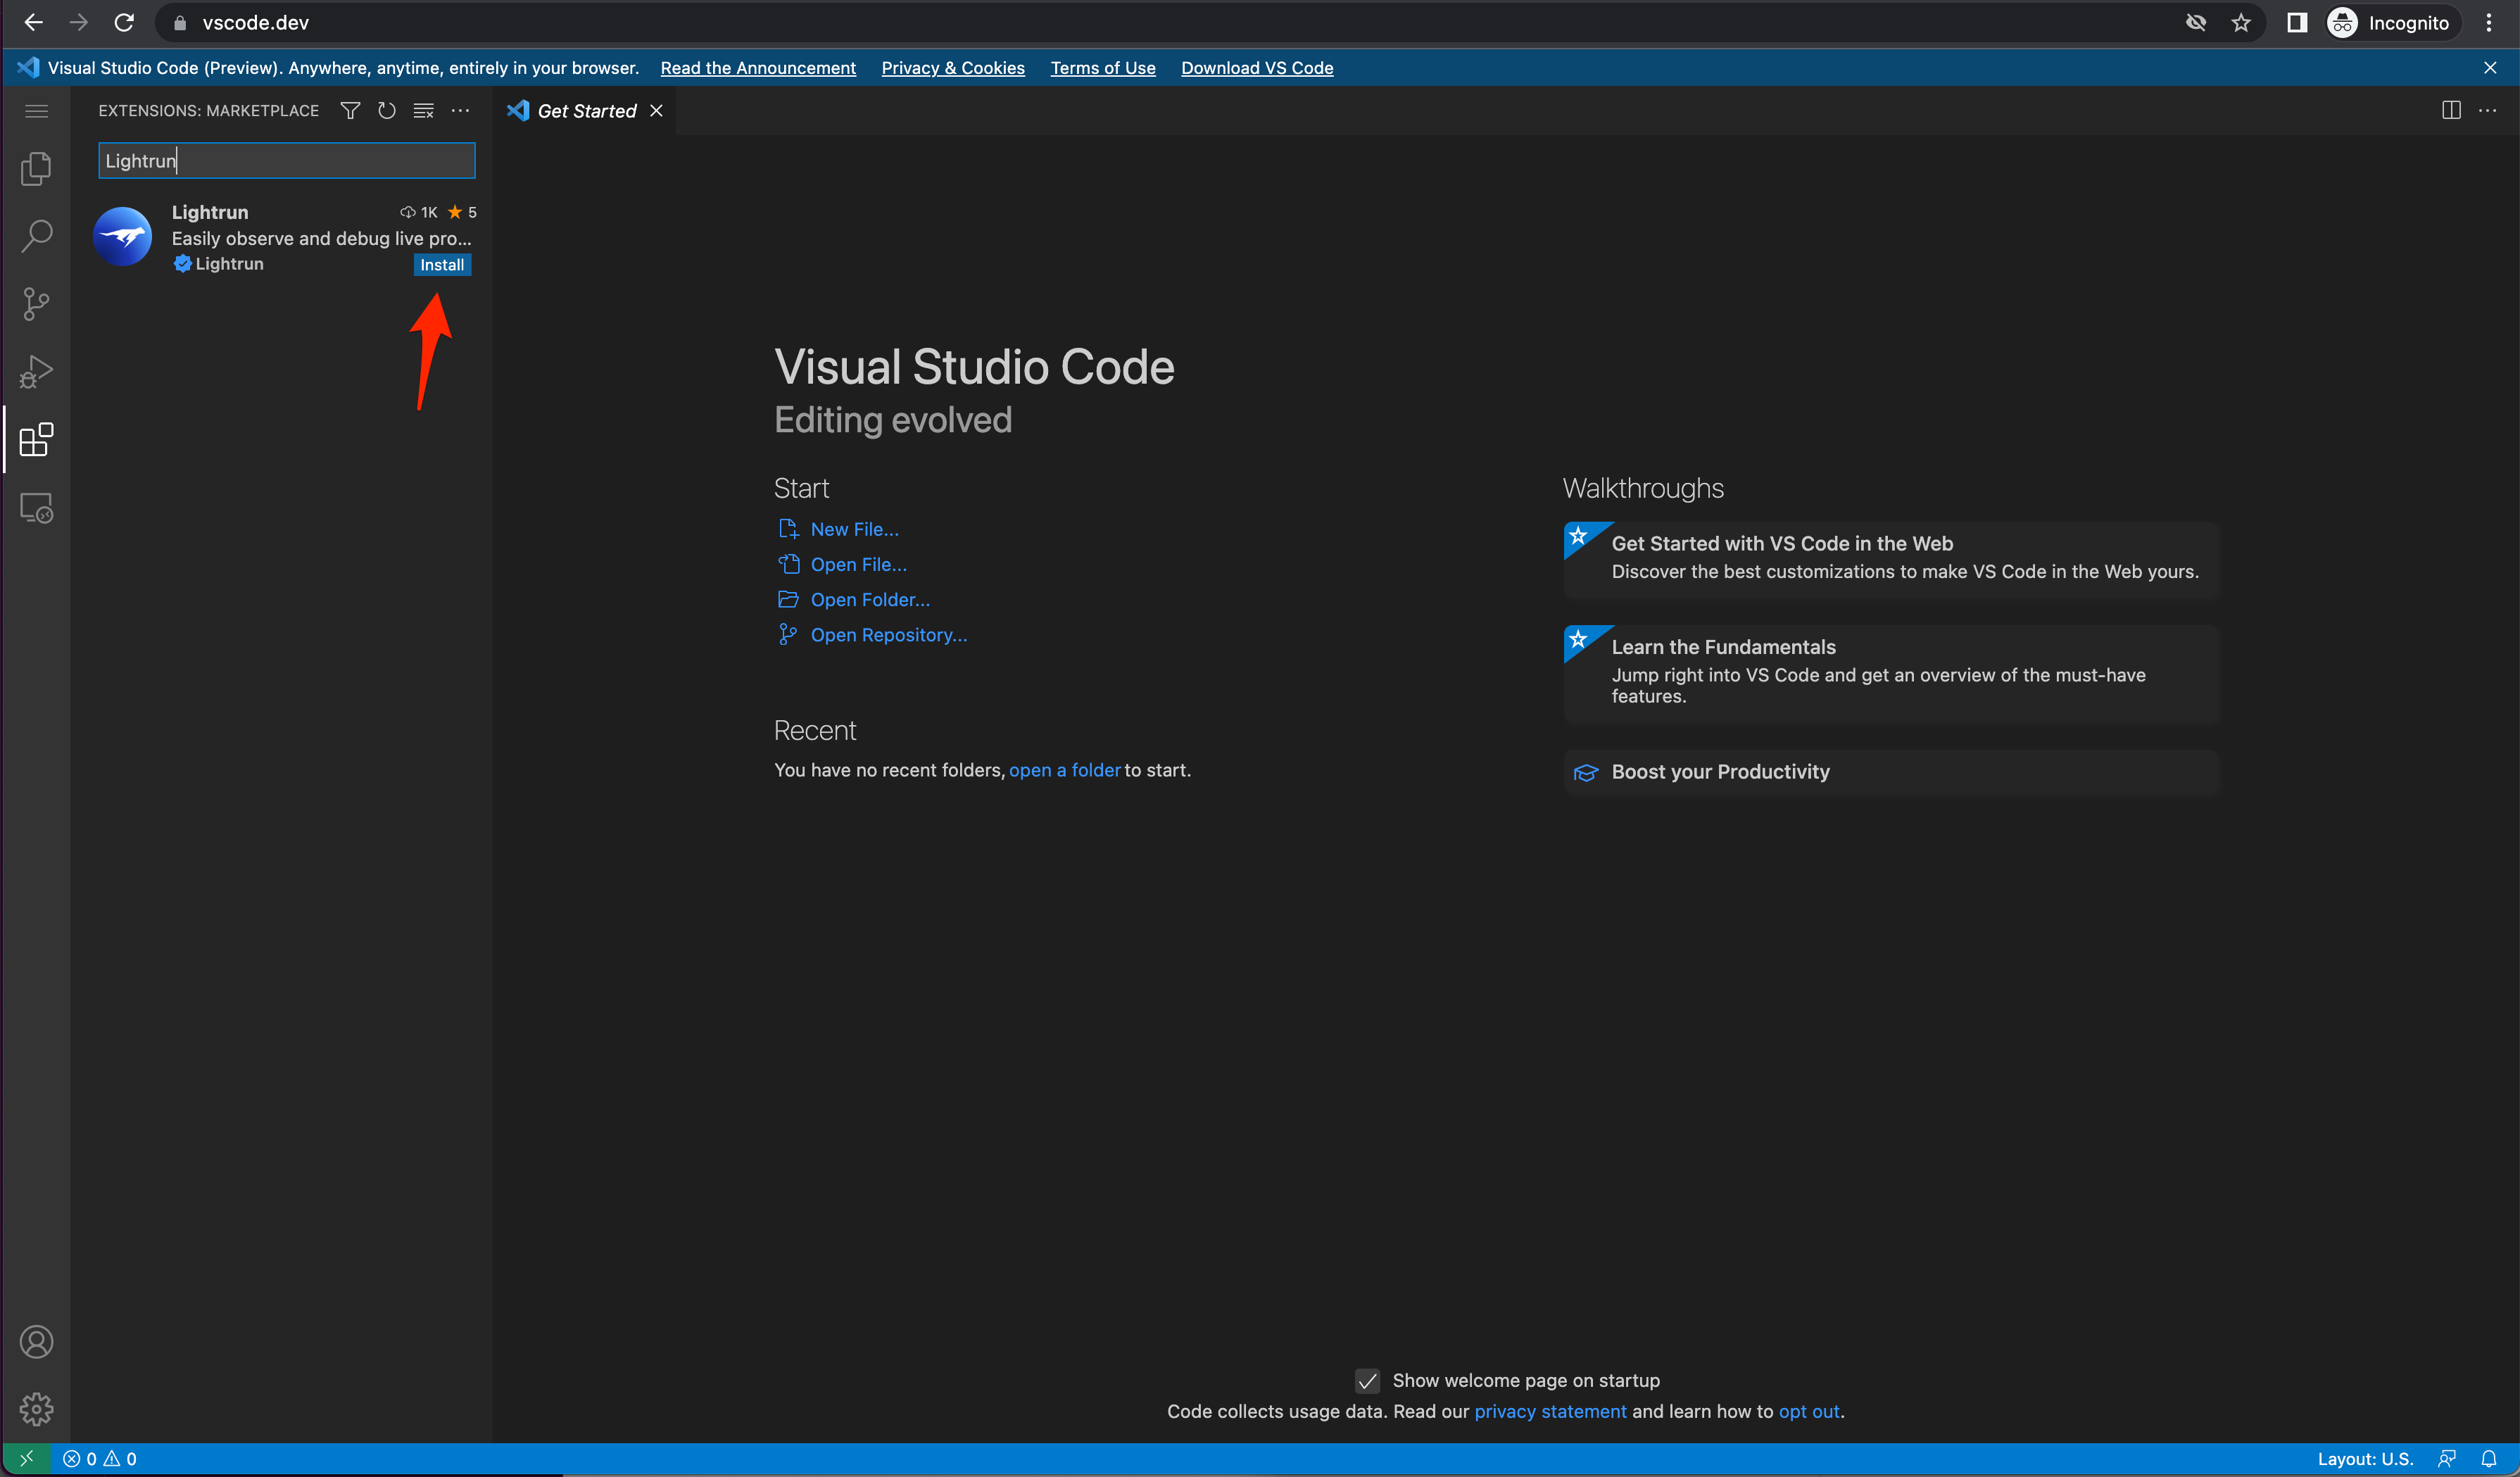 vscode.dev
Incognito
Visual Studio Code (Preview). Anywhere, anytime, entirely in your browser. Read the Announcement Privacy & Cookies Terms of Use Download VS Code
EXTENSIONS: MARKETPLACE
Get Started
Lightrun
Lightrun 1K 5
Easily observe and debug live pro...
Lightrun Install
Visual Studio Code
Editing evolved
Start
New File...
Open File...
Open Folder...
Open Repository...
Recent
You have no recent folders, open a folder to start.
Walkthroughs
Get Started with VS Code in the Web
Discover the best customizations to make VS Code in the Web yours.
Learn the Fundamentals
Jump right into VS Code and get an overview of the must-have
features.
Boost your Productivity
Show welcome page on startup
Code collects usage data. Read our privacy statement and learn how to opt out.
0 0
Layout: U.S.